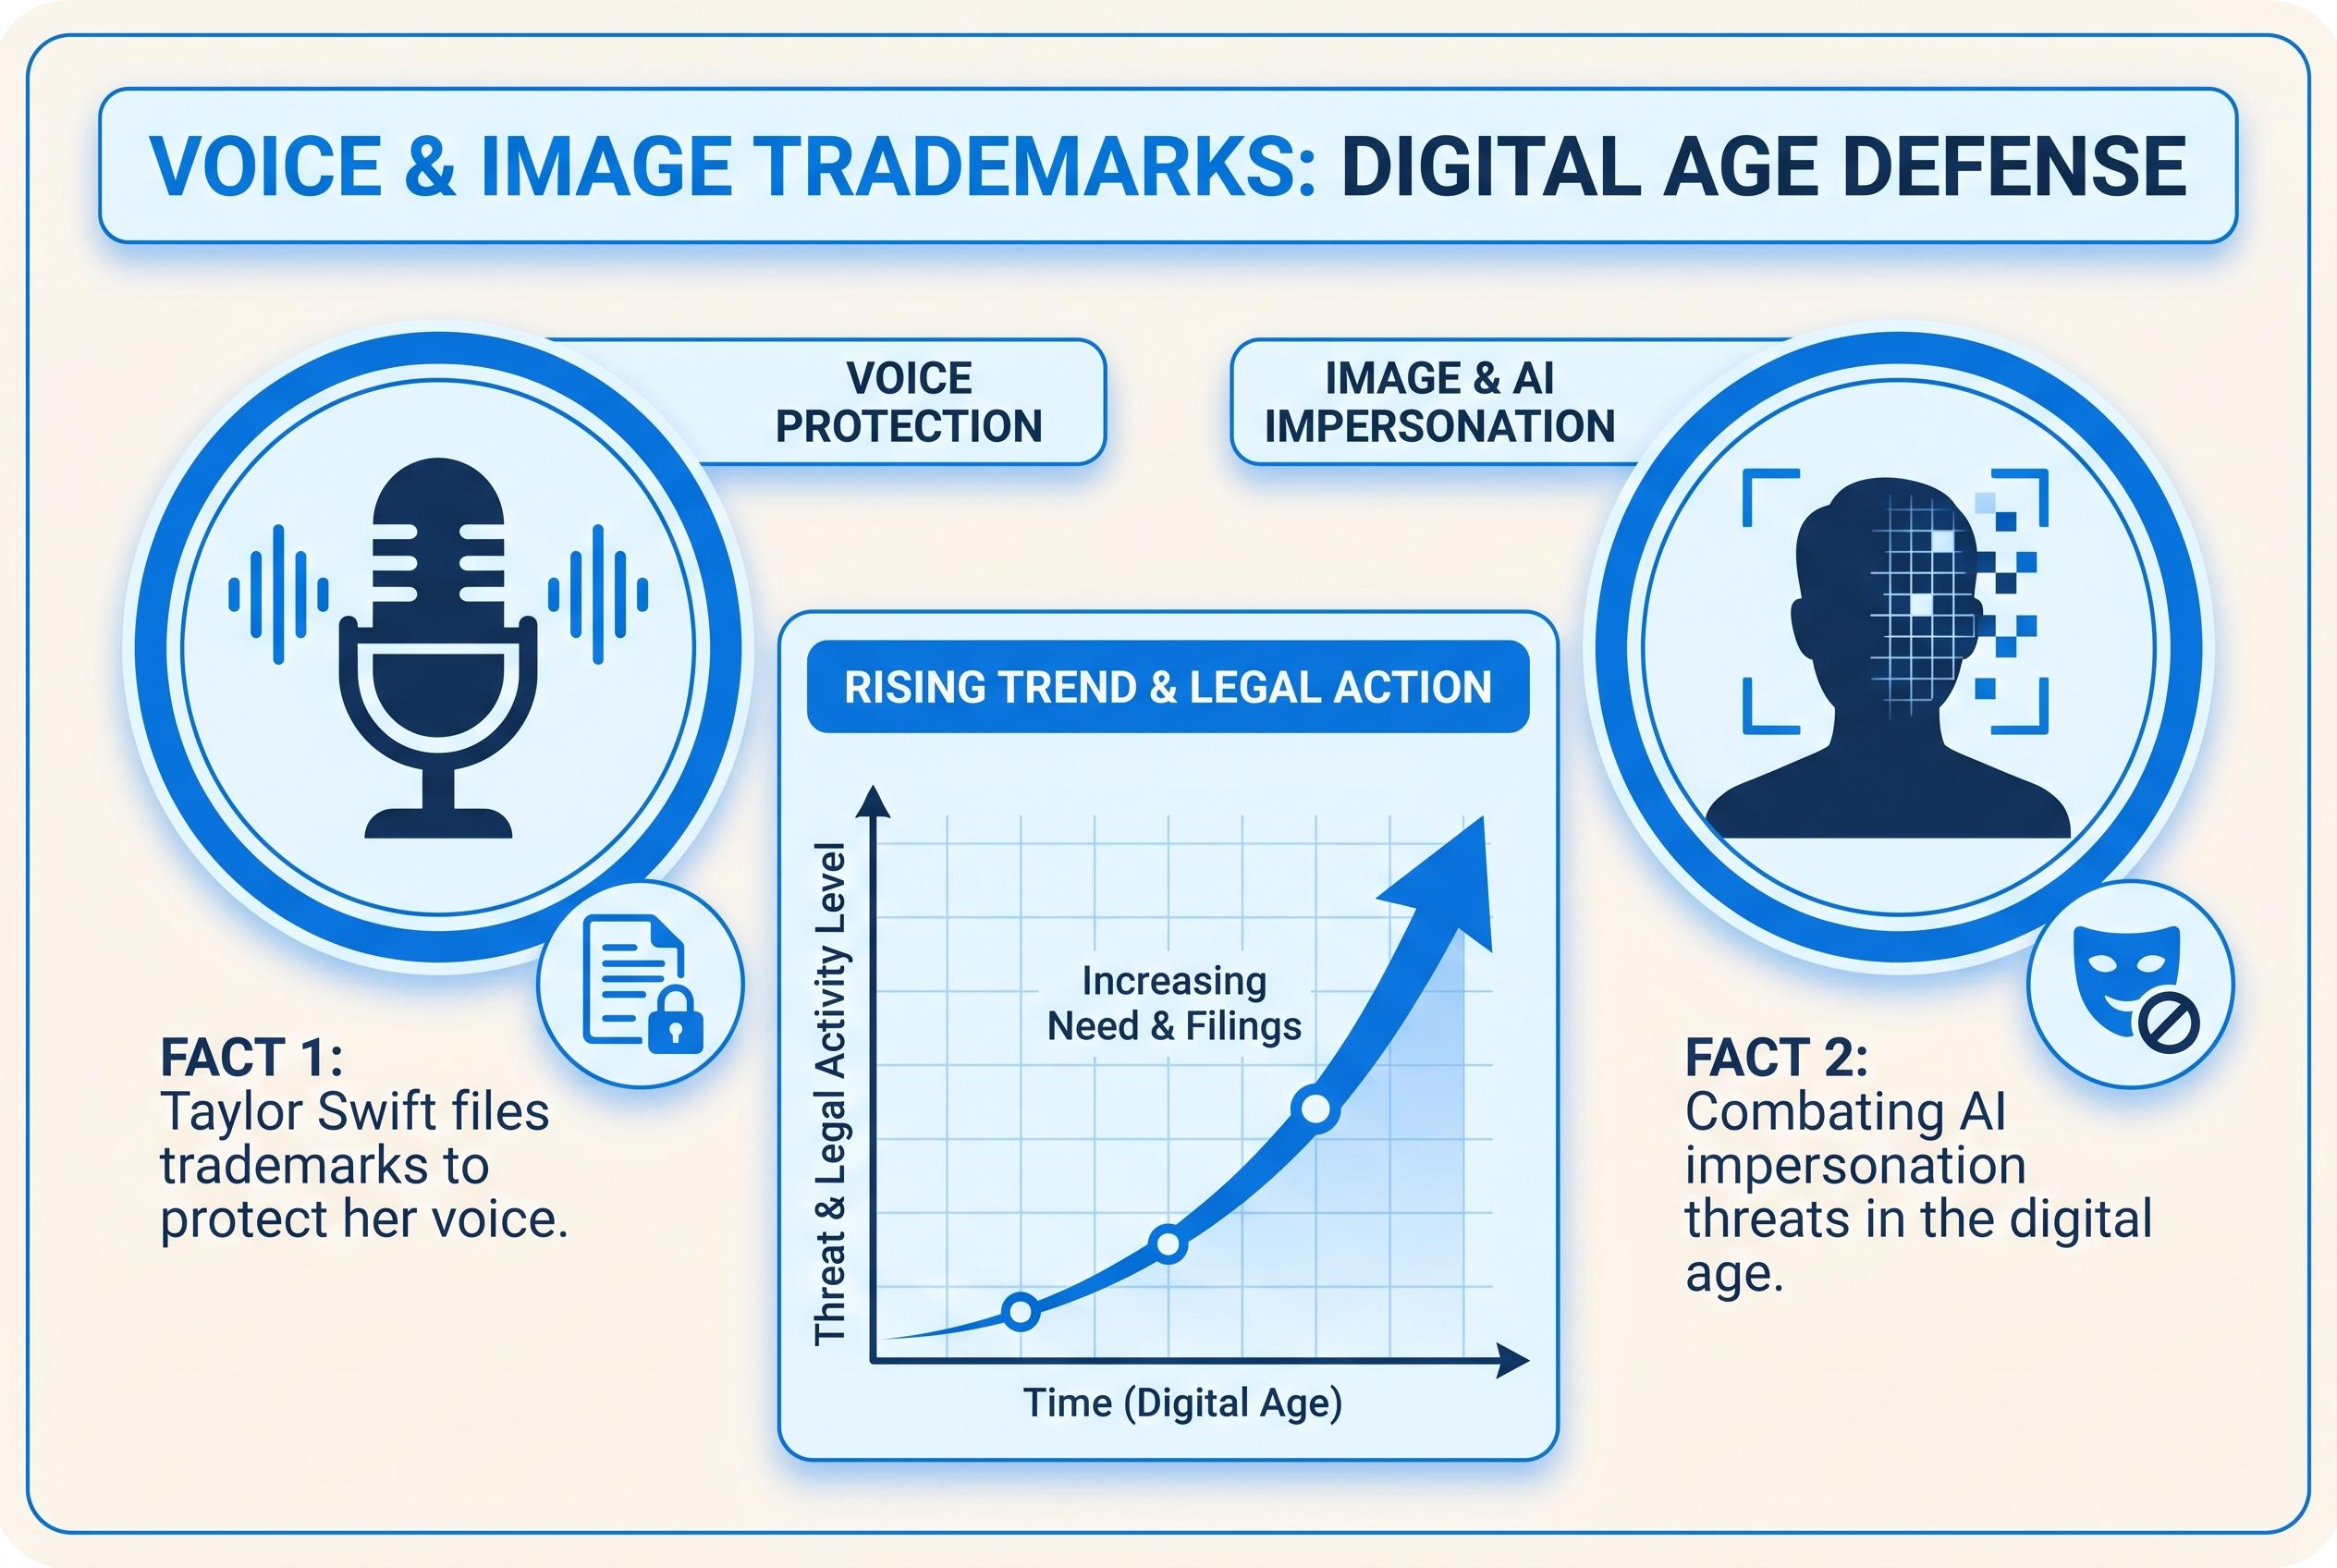 VOICE & IMAGE TRADEMARKS: DIGITAL AGE DEFENSE
VOICE
PROTECTION
IMAGE & AI
IMPERSONATION
FACT 1:
Taylor Swift files
trademarks to
protect her voice.
RISING TREND & LEGAL ACTION
Threat & Legal Activity Level
Increasing
Need & Filings
Time (Digital Age)
FACT 2:
Combating AI
impersonation
threats in the digital
age.